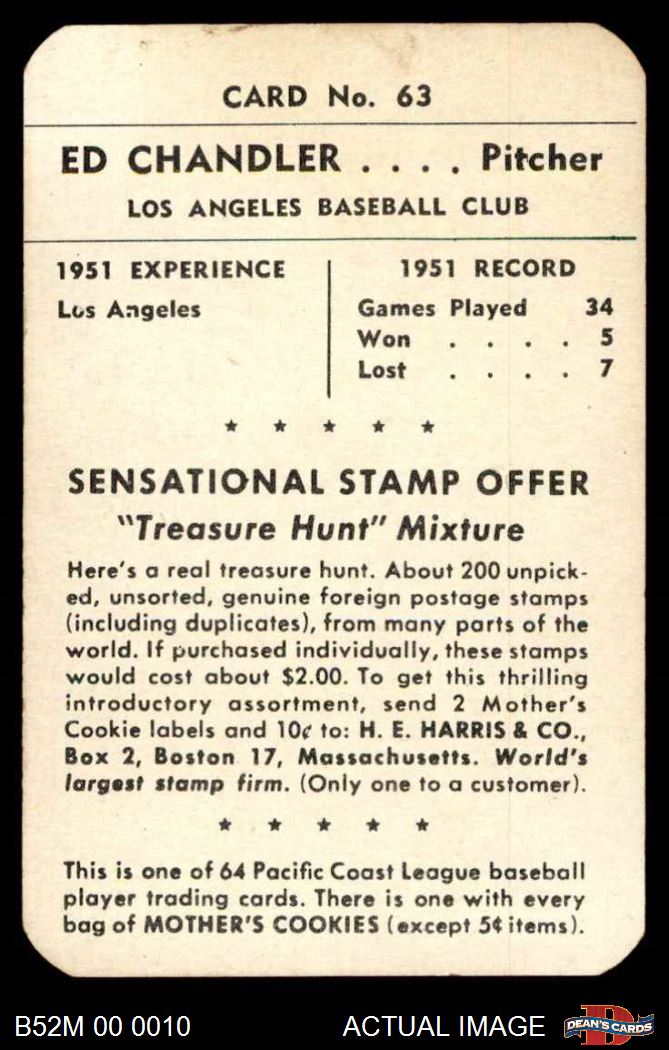 CARD No. 63
ED CHANDLER . . . . Pitcher
LOS ANGELES BASEBALL CLUB
1951 EXPERIENCE
Los Angeles
1951 RECORD
Games Played 34
Won . . . . 5
Lost . . . . 7
★ ★ ★ ★ ★
SENSATIONAL STAMP OFFER
"Treasure Hunt" Mixture
Here's a real treasure hunt. About 200 unpick-
ed, unsorted, genuine foreign postage stamps
(including duplicates), from many parts of the
world. If purchased individually, these stamps
would cost about $2.00. To get this thrilling
introductory assortment, send 2 Mother's
Cookie labels and 10¢ to: H. E. HARRIS & CO.,
Box 2, Boston 17, Massachusetts. World's
largest stamp firm. (Only one to a customer).
★ ★ ★ ★ ★
This is one of 64 Pacific Coast League baseball
player trading cards. There is one with every
bag of MOTHER'S COOKIES (except 5¢ items).
B52M 00 0010 ACTUAL IMAGE DEAN'S CARDS